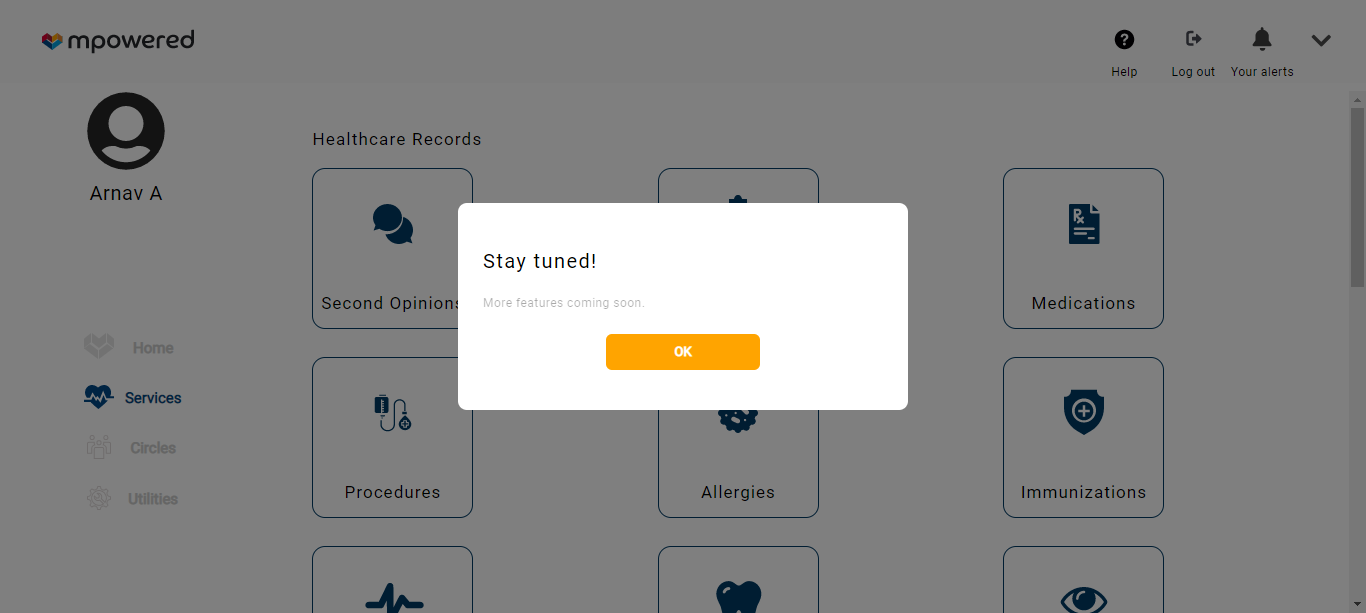 mpowered
Help
Log out
Your alerts
Arnav A
Healthcare Records
Second Opinions
Medications
Stay tuned!
More features coming soon.
OK
Home
Services
Circles
Utilities
Procedures
Allergies
Immunizations